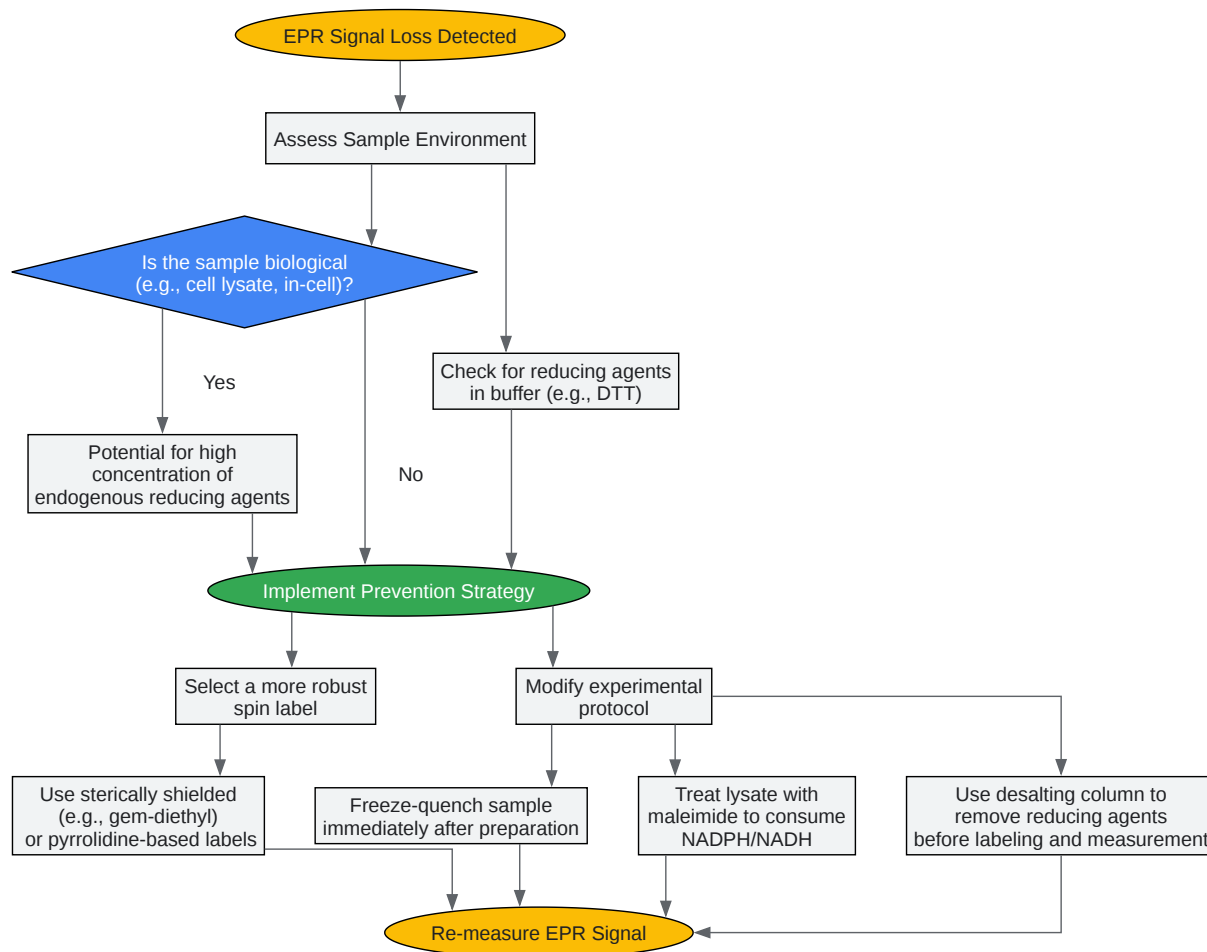 EPR Signal Loss Detected
Assess Sample Environment
Is the sample biological
(e.g., cell lysate, in-cell)?
Check for reducing agents
in buffer (e.g., DTT)
Yes
Potential for high
concentration of
endogenous reducing agents
No
Implement Prevention Strategy
Select a more robust
spin label
Modify experimental
protocol
Use sterically shielded
(e.g., gem-diethyl)
or pyrrolidine-based labels
Freeze-quench sample
immediately after preparation
Treat lysate with
maleimide to consume
NADPH/NADH
Use desalting column to
remove reducing agents
before labeling and measurement
Re-measure EPR Signal